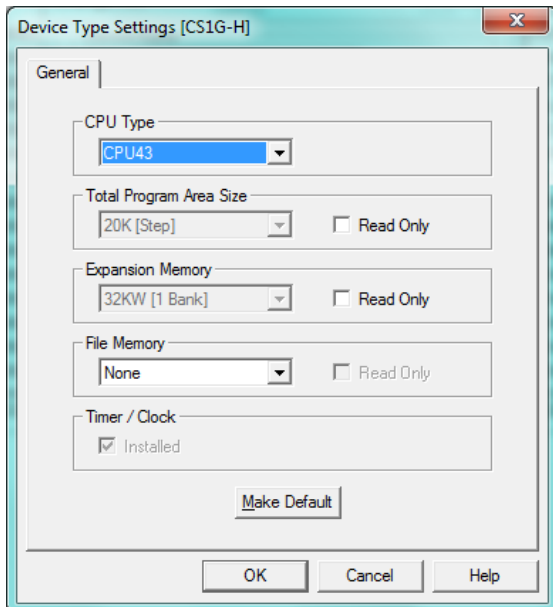 Device Type Settings [CS1G-H]
General
CPU Type
CPU43
Total Program Area Size
20K [Step]
Read Only
Expansion Memory
32KW [1 Bank]
Read Only
File Memory
None
Read Only
Timer / Clock
Installed
Make Default
OK
Cancel
Help